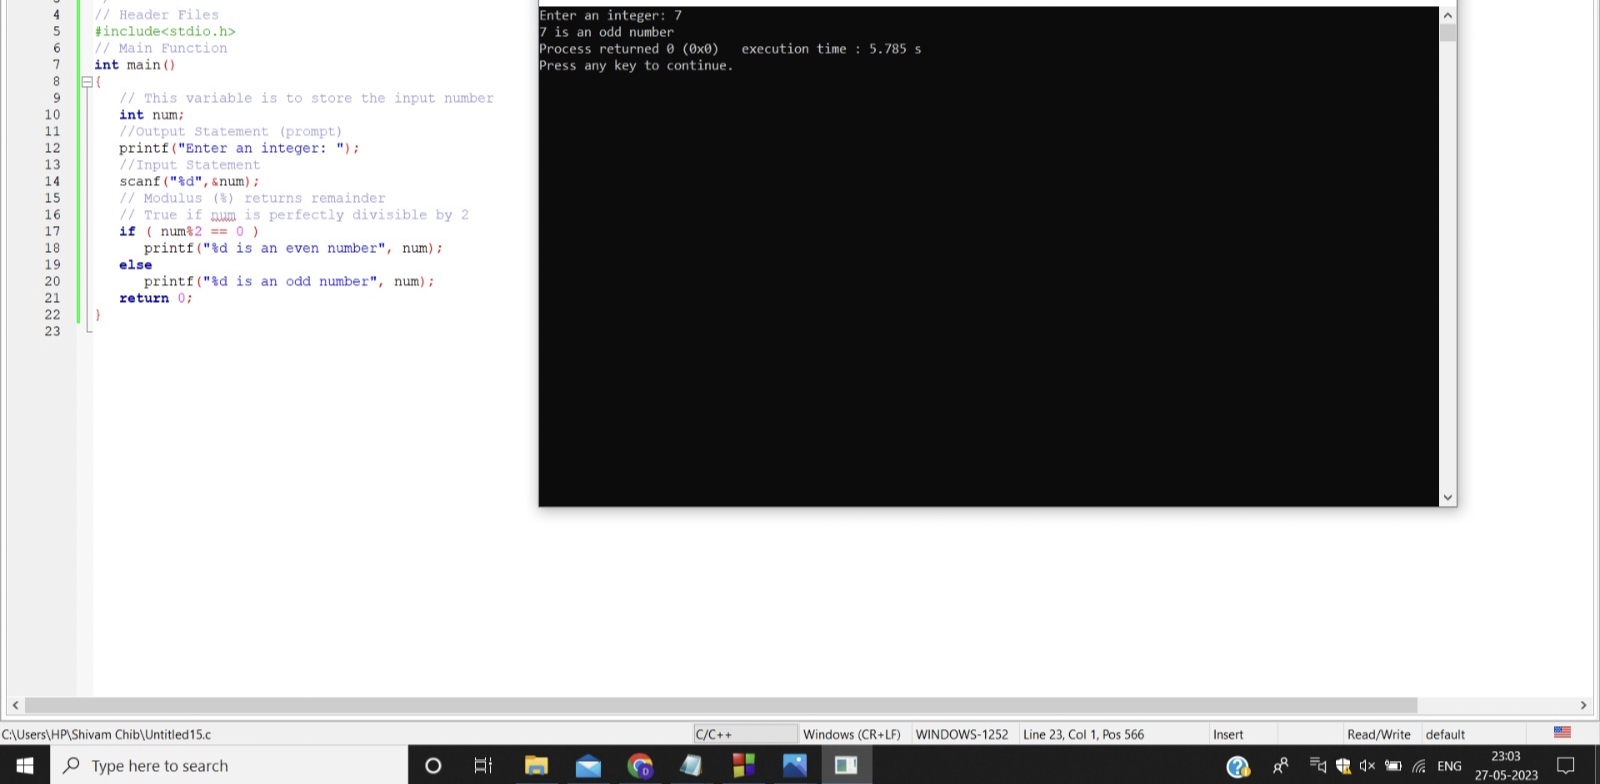 4 // Header Files
5 #include<stdio.h>
6 // Main Function
7 int main()
8 {
9 // This variable is to store the input number
10 int num;
11 //Output Statement (prompt)
12 printf("Enter an integer: ");
13 //Input Statement
14 scanf("%d",&num);
15 // Modulus (%) returns remainder
16 // True if num is perfectly divisible by 2
17 if ( num%2 == 0 )
18 printf("%d is an even number", num);
19 else
20 printf("%d is an odd number", num);
21 return 0;
22 }
23
Enter an integer: 7
7 is an odd number
Process returned 0 (0x0) execution time : 5.785 s
Press any key to continue.
C:\Users\HP\Shivam Chib\Untitled15.c C/C++ Windows (CR+LF) WINDOWS-1252 Line 23, Col 1, Pos 566 Insert Read/Write default
Type here to search
ENG
23:03
27-05-2023